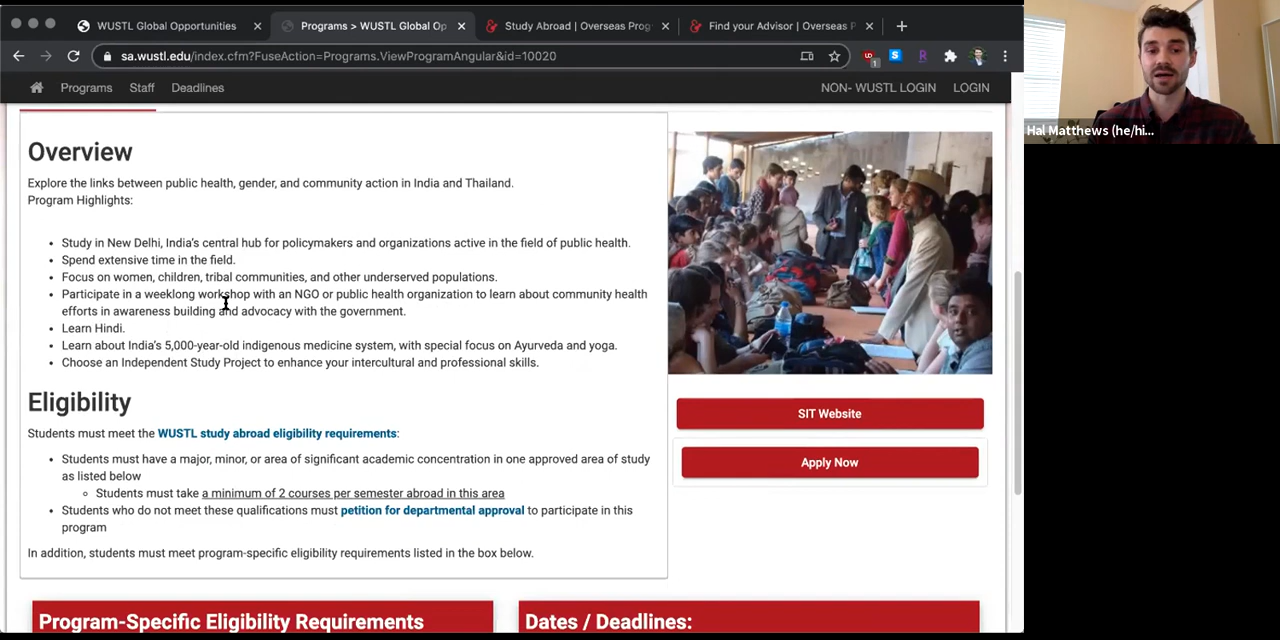 WUSTL Global Opportunities
Programs > WUSTL Global Op
Study Abroad | Overseas Prog
Find your Advisor | Overseas P
sa.wustl.edu/index.cfm?FuseAction=Programs.ViewProgramAngular&id=10020
Programs Staff Deadlines NON- WUSTL LOGIN LOGIN
Hal Matthews (he/hi...
Overview
Explore the links between public health, gender, and community action in India and Thailand.
Program Highlights:
• Study in New Delhi, India's central hub for policymakers and organizations active in the field of public health.
• Spend extensive time in the field.
• Focus on women, children, tribal communities, and other underserved populations.
• Participate in a weeklong workshop with an NGO or public health organization to learn about community health
efforts in awareness building and advocacy with the government.
• Learn Hindi.
• Learn about India's 5,000-year-old indigenous medicine system, with special focus on Ayurveda and yoga.
• Choose an Independent Study Project to enhance your intercultural and professional skills.
Eligibility
Students must meet the WUSTL study abroad eligibility requirements:
• Students must have a major, minor, or area of significant academic concentration in one approved area of study
as listed below
Students must take a minimum of 2 courses per semester abroad in this area
• Students who do not meet these qualifications must petition for departmental approval to participate in this
program
In addition, students must meet program-specific eligibility requirements listed in the box below.
SIT Website
Apply Now
Program-Specific Eligibility Requirements
Dates / Deadlines: